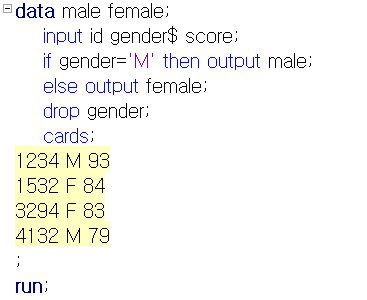 data male female;
input id gender$ score;
if gender='M' then output male;
else output female;
drop gender;
cards;
1234 M 93
1532 F 84
3294 F 83
4132 M 79
;
run;